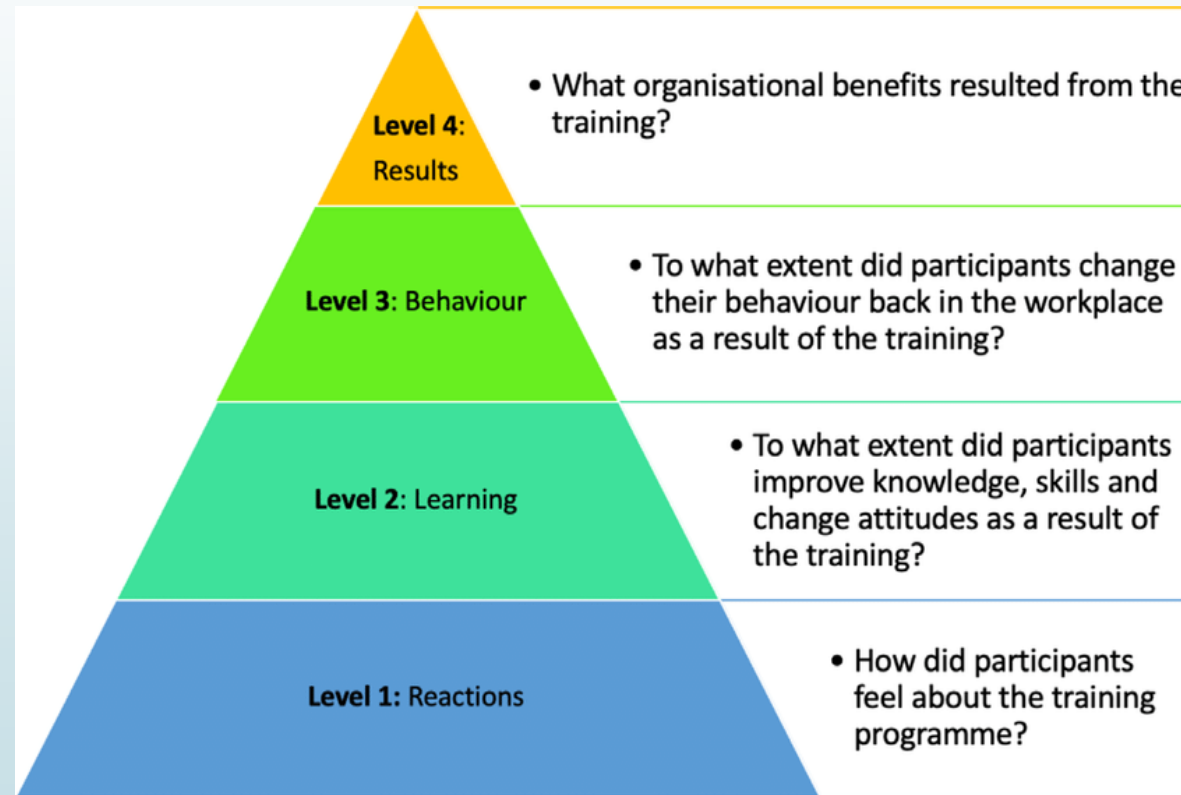 • What organisational benefits resulted from the
training?
Level 4:
Results
• To what extent did participants change
their behaviour back in the workplace
as a result of the training?
Level 3: Behaviour
• To what extent did participants
improve knowledge, skills and
change attitudes as a result of
the training?
Level 2: Learning
• How did participants
feel about the training
programme?
Level 1: Reactions